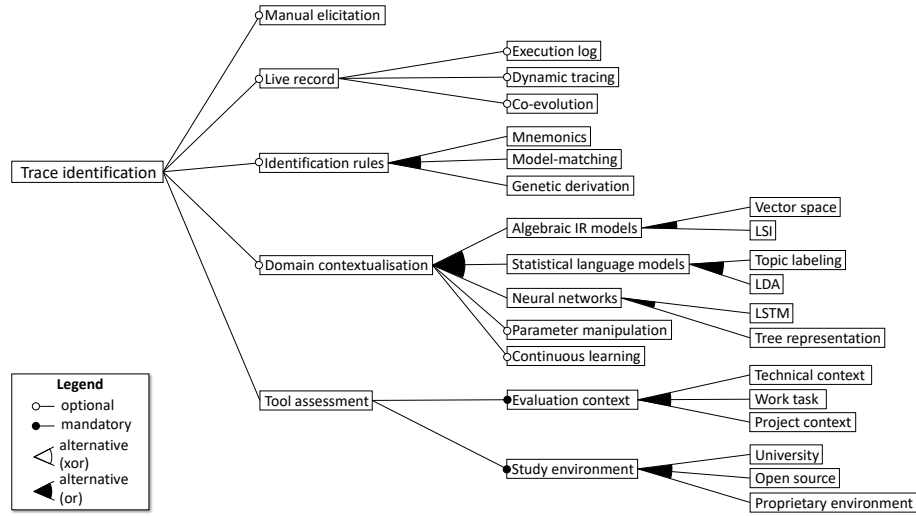 Manual elicitation
Execution log
Live record
Dynamic tracing
Co-evolution
Mnemonics
Trace identification
Identification rules
Model-matching
Genetic derivation
Vector space
Algebraic IR models
LSI
Domain contextualisation
Statistical language models
Topic labeling
LDA
Neural networks
LSTM
Parameter manipulation
Tree representation
Continuous learning
Technical context
Tool assessment
Evaluation context
Work task
Project context
University
Study environment
Open source
Proprietary environment
Legend
optional
mandatory
alternative
(xor)
alternative
(or)